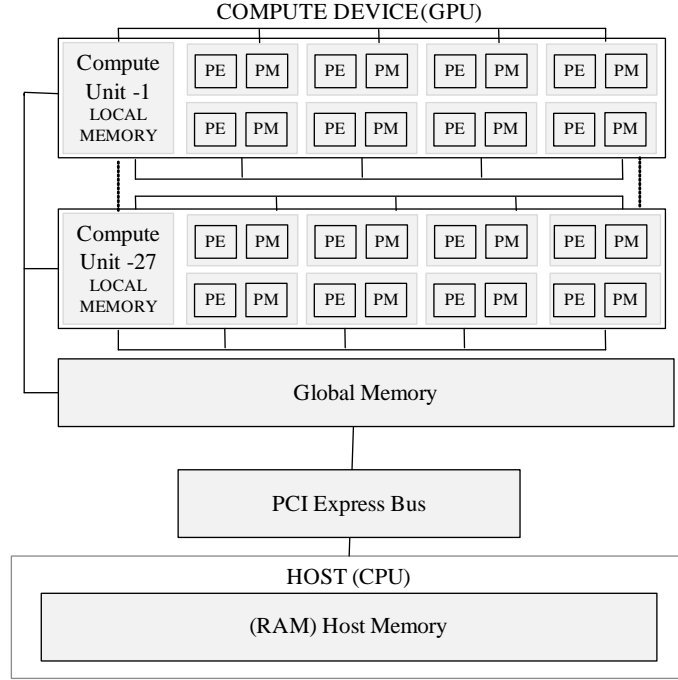 COMPUTE DEVICE(GPU)
Compute
Unit -1
LOCAL
MEMORY
PE PM PE PM PE PM PE PM
PE PM PE PM PE PM PE PM
Compute
Unit -27
LOCAL
MEMORY
PE PM PE PM PE PM PE PM
PE PM PE PM PE PM PE PM
Global Memory
PCI Express Bus
HOST (CPU)
(RAM) Host Memory